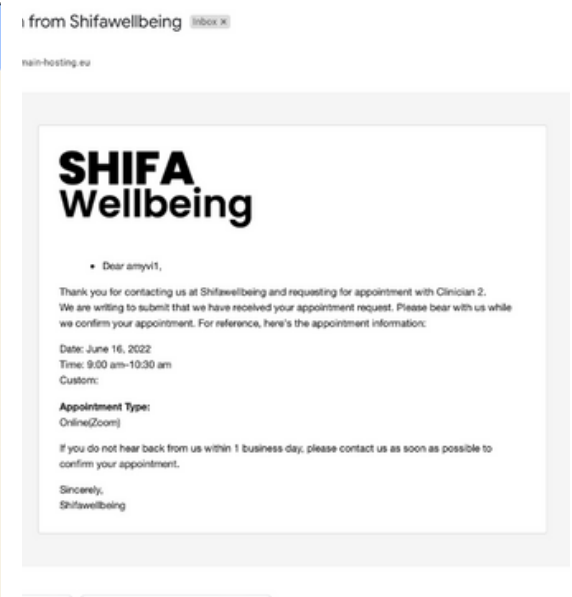 from Shifawellbeing Inbox x
main-hosting.eu
SHIFA
Wellbeing
• Dear amyvi1,
Thank you for contacting us at Shifawellbeing and requesting for appointment with Clinician 2.
We are writing to submit that we have received your appointment request. Please bear with us while
we confirm your appointment. For reference, here's the appointment information:
Date: June 16, 2022
Time: 9:00 am–10:30 am
Custom:
Appointment Type:
Online(Zoom)
If you do not hear back from us within 1 business day, please contact us as soon as possible to
confirm your appointment.
Sincerely,
Shifawellbeing